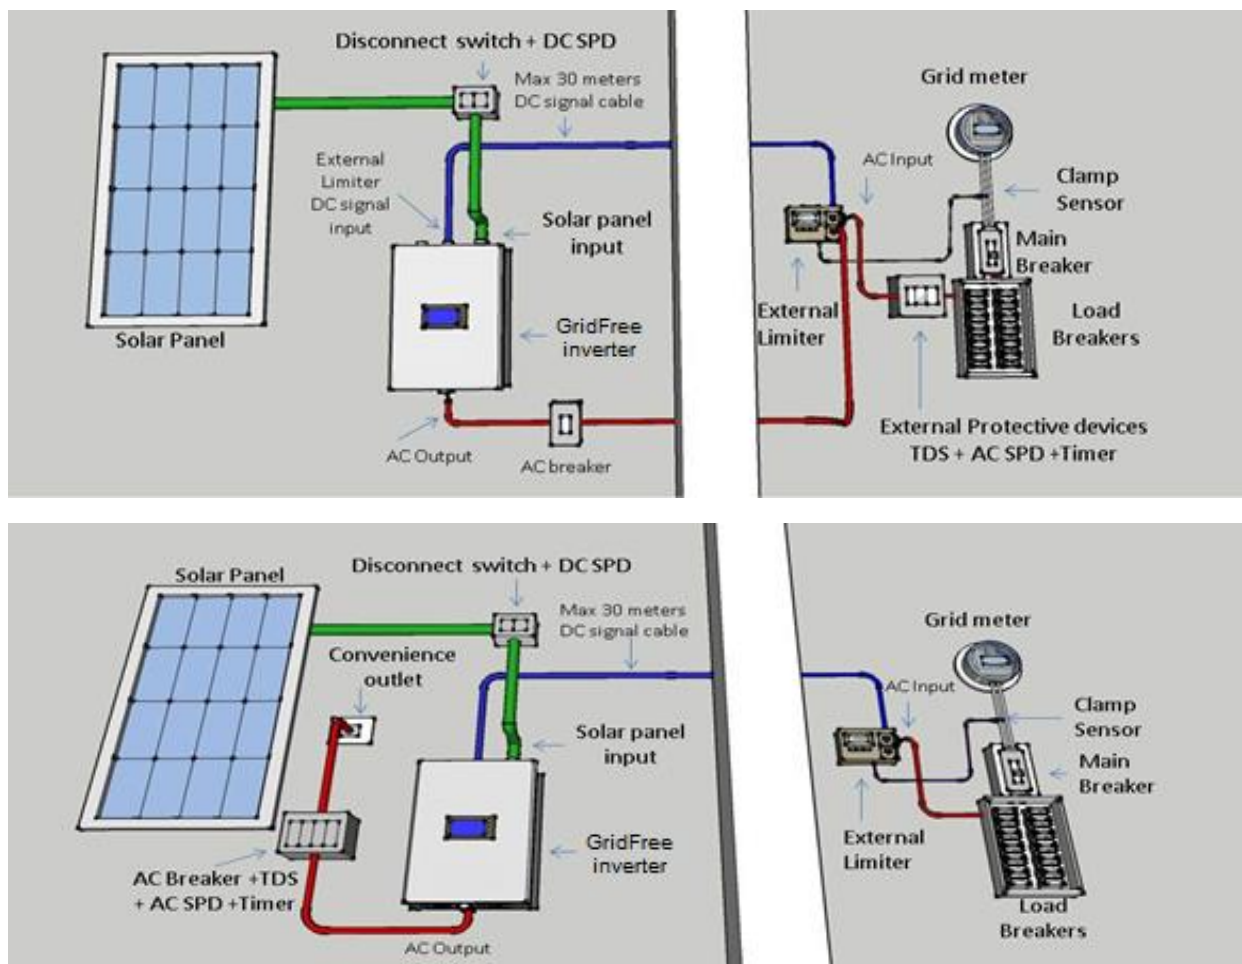 Disconnect switch + DC SPD
Max 30 meters
DC signal cable
External
Limiter
DC signal
input
Solar panel
input
Solar Panel
GridFree
inverter
AC Output
AC breaker
Grid meter
AC Input
Clamp
Sensor
Main
Breaker
External
Limiter
Load
Breakers
External Protective devices
TDS + AC SPD +Timer
Solar Panel
Disconnect switch + DC SPD
Max 30 meters
DC signal cable
Convenience
outlet
Solar panel
input
GridFree
inverter
AC Breaker +TDS
+ AC SPD +Timer
AC Output
Grid meter
AC Input
Clamp
Sensor
Main
Breaker
External
Limiter
Load
Breakers